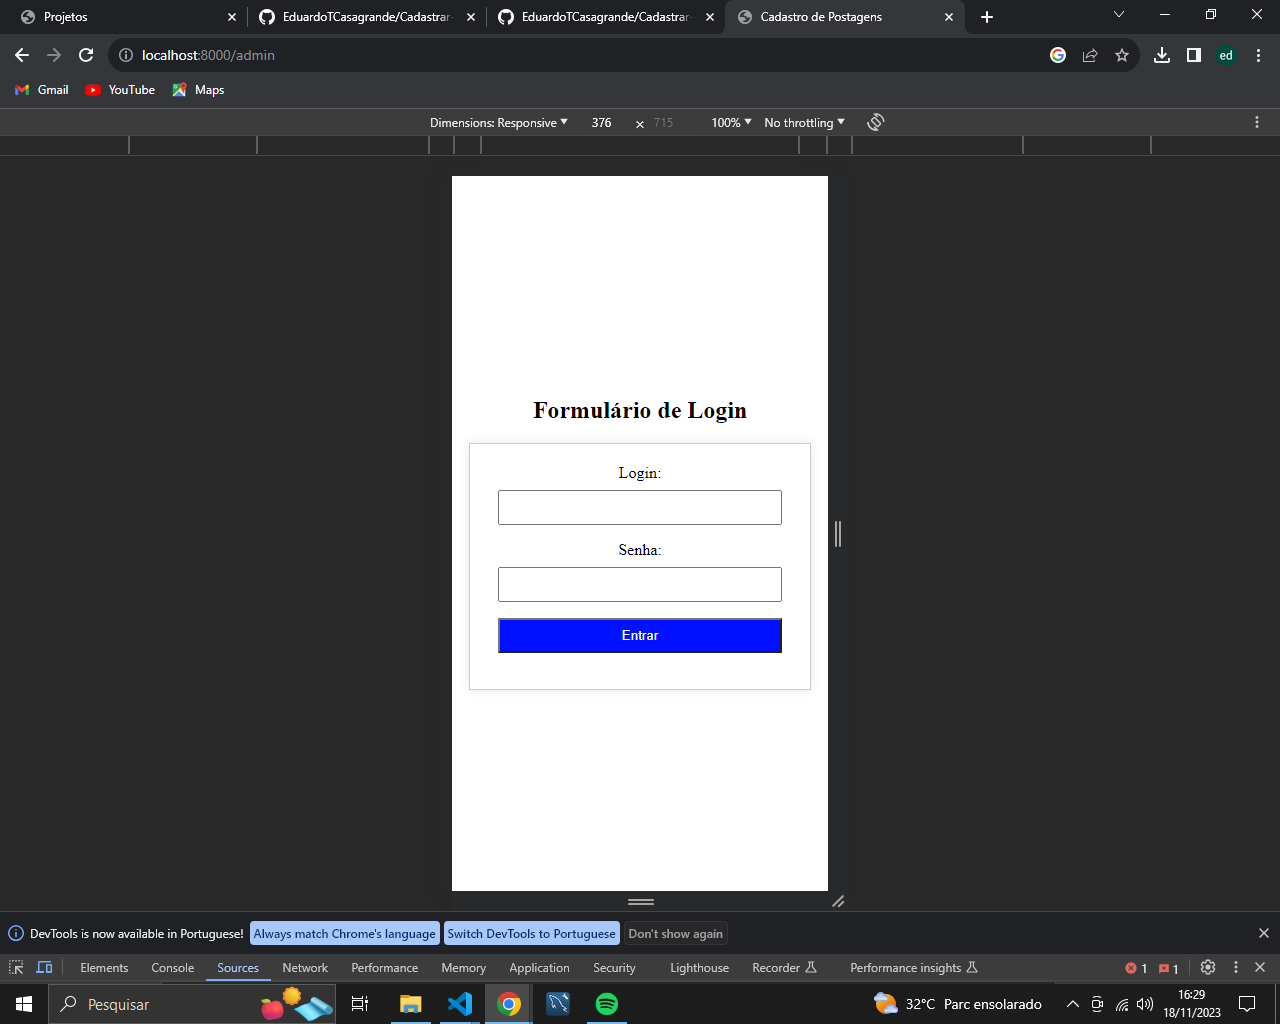 Projetos
EduardoTCasagrande/Cadastrar-
EduardoTCasagrande/Cadastrar-
Cadastro de Postagens
localhost:8000/admin
ed
Gmail
YouTube
Maps
Dimensions: Responsive
376
×
715
100%
No throttling
Formulário de Login
Login:
Senha:
Entrar
DevTools is now available in Portuguese!
Always match Chrome's language
Switch DevTools to Portuguese
Don't show again
Elements
Console
Sources
Network
Performance
Memory
Application
Security
Lighthouse
Recorder
Performance insights
1
1
Pesquisar
32°C Parc ensolarado
16:29
18/11/2023